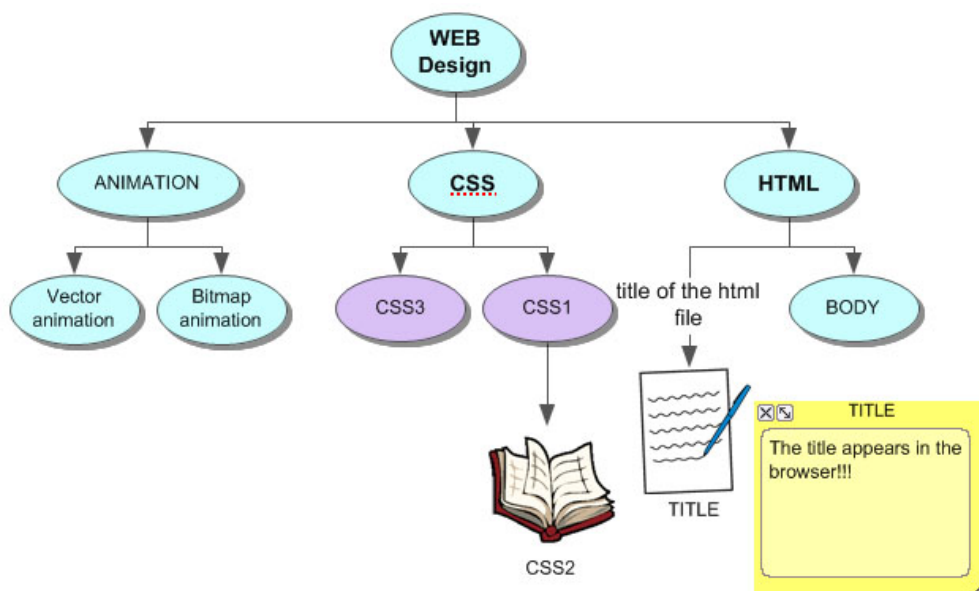 WEB
Design
ANIMATION
CSS
HTML
Vector
animation
Bitmap
animation
CSS3
CSS1
title of the html
file
BODY
TITLE
The title appears in the
browser!!!
TITLE
CSS2